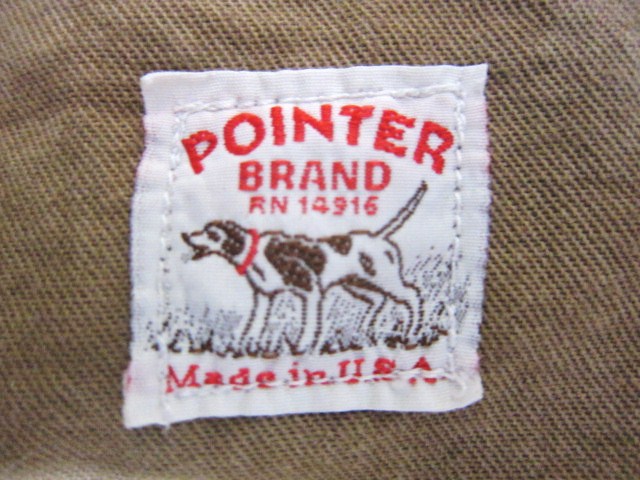 POINTER
BRAND
RN 14916
Made in U.S.A.